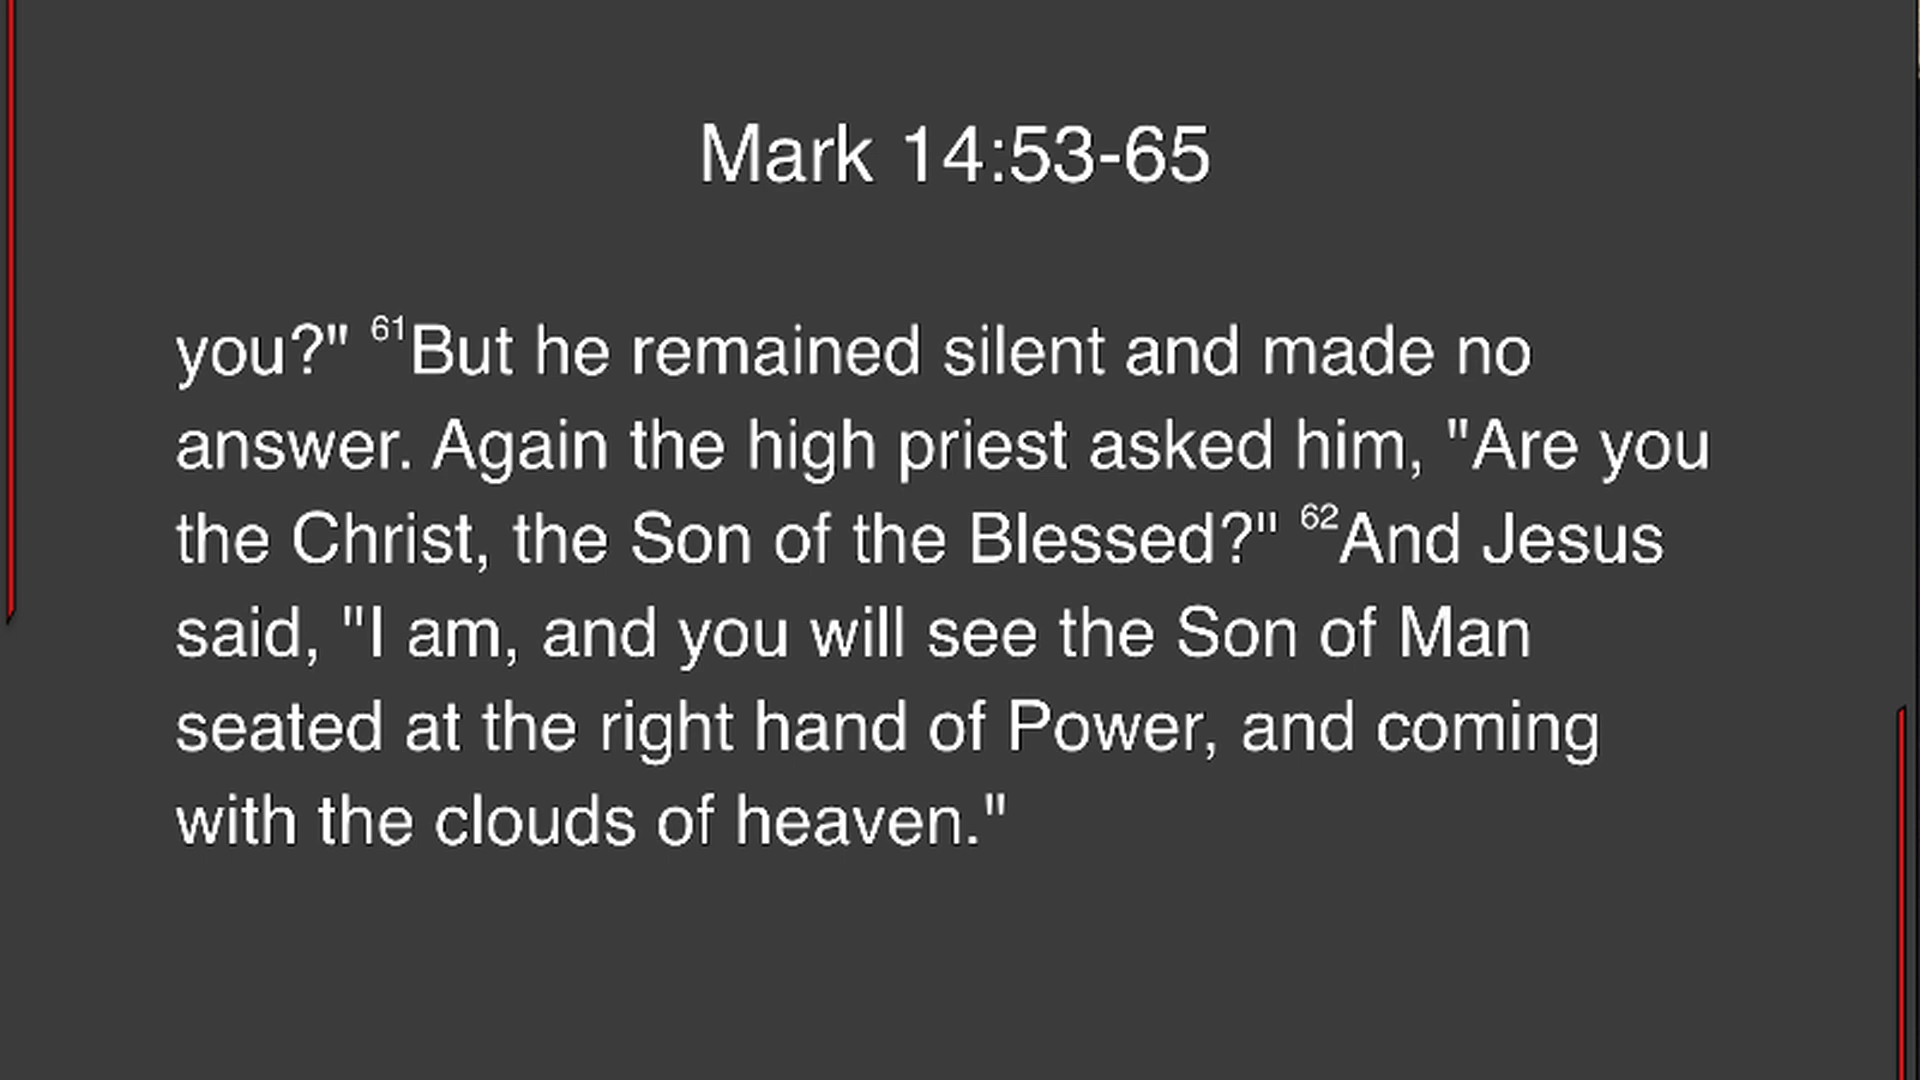 Mark 14:53-65
you?" 61But he remained silent and made no
answer. Again the high priest asked him, "Are you
the Christ, the Son of the Blessed?" 62And Jesus
said, "I am, and you will see the Son of Man
seated at the right hand of Power, and coming
with the clouds of heaven."